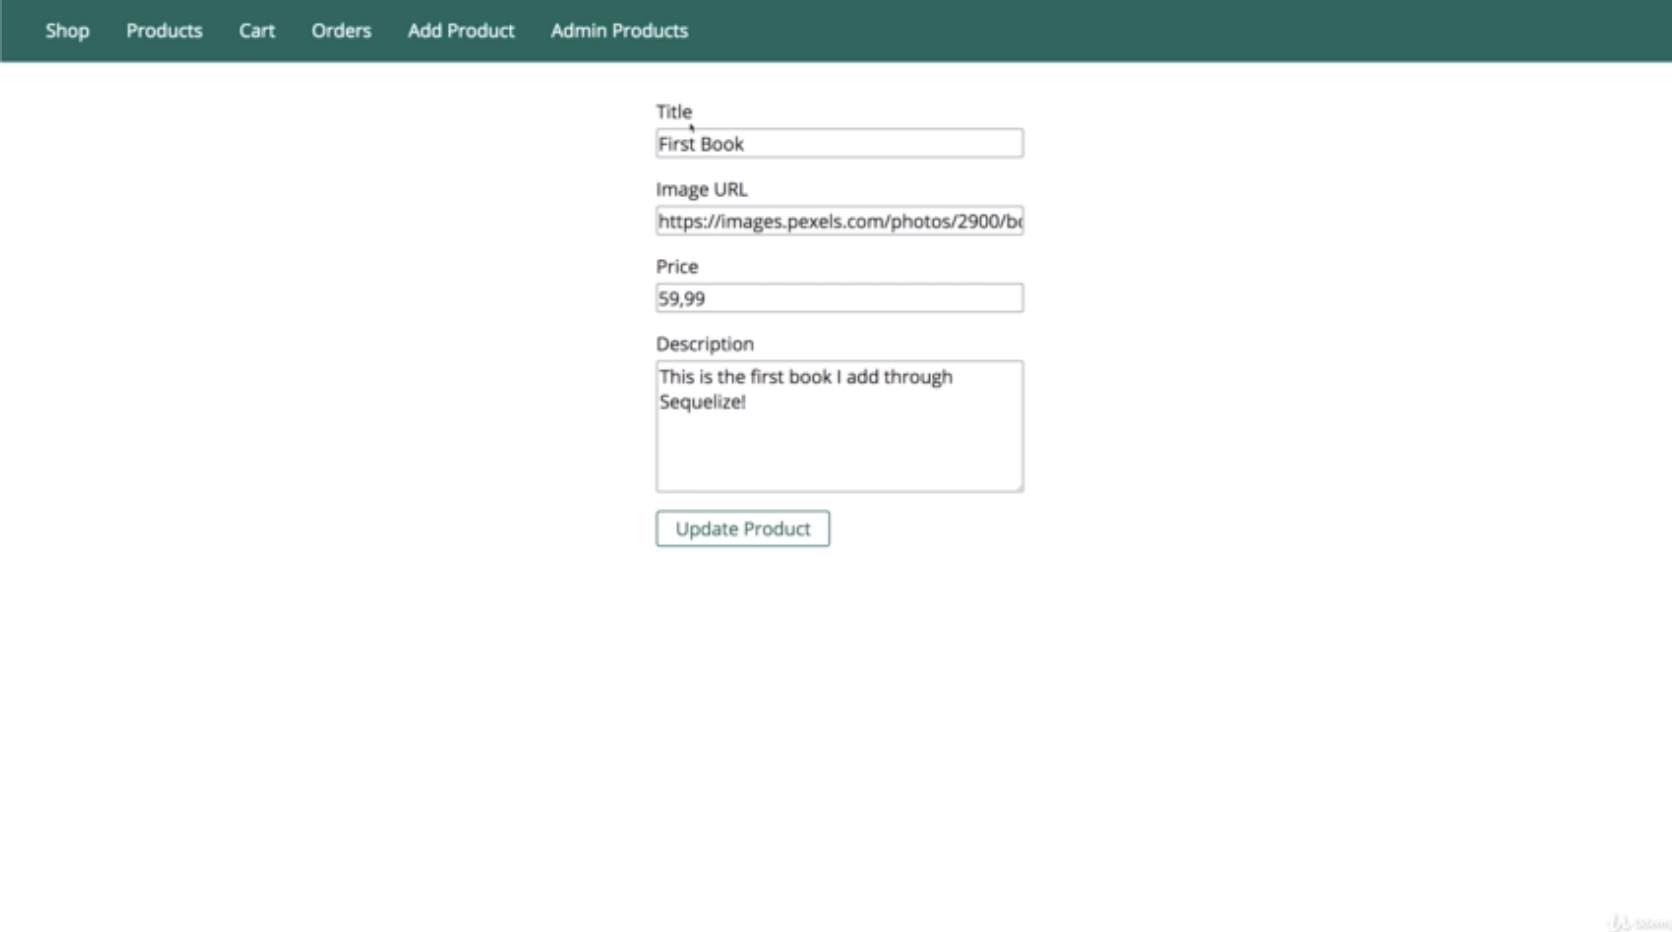 Shop Products Cart Orders Add Product Admin Products
Title
First Book
Image URL
https://images.pexels.com/photos/2900/bo
Price
59,99
Description
This is the first book I add through
Sequelize!
Update Product